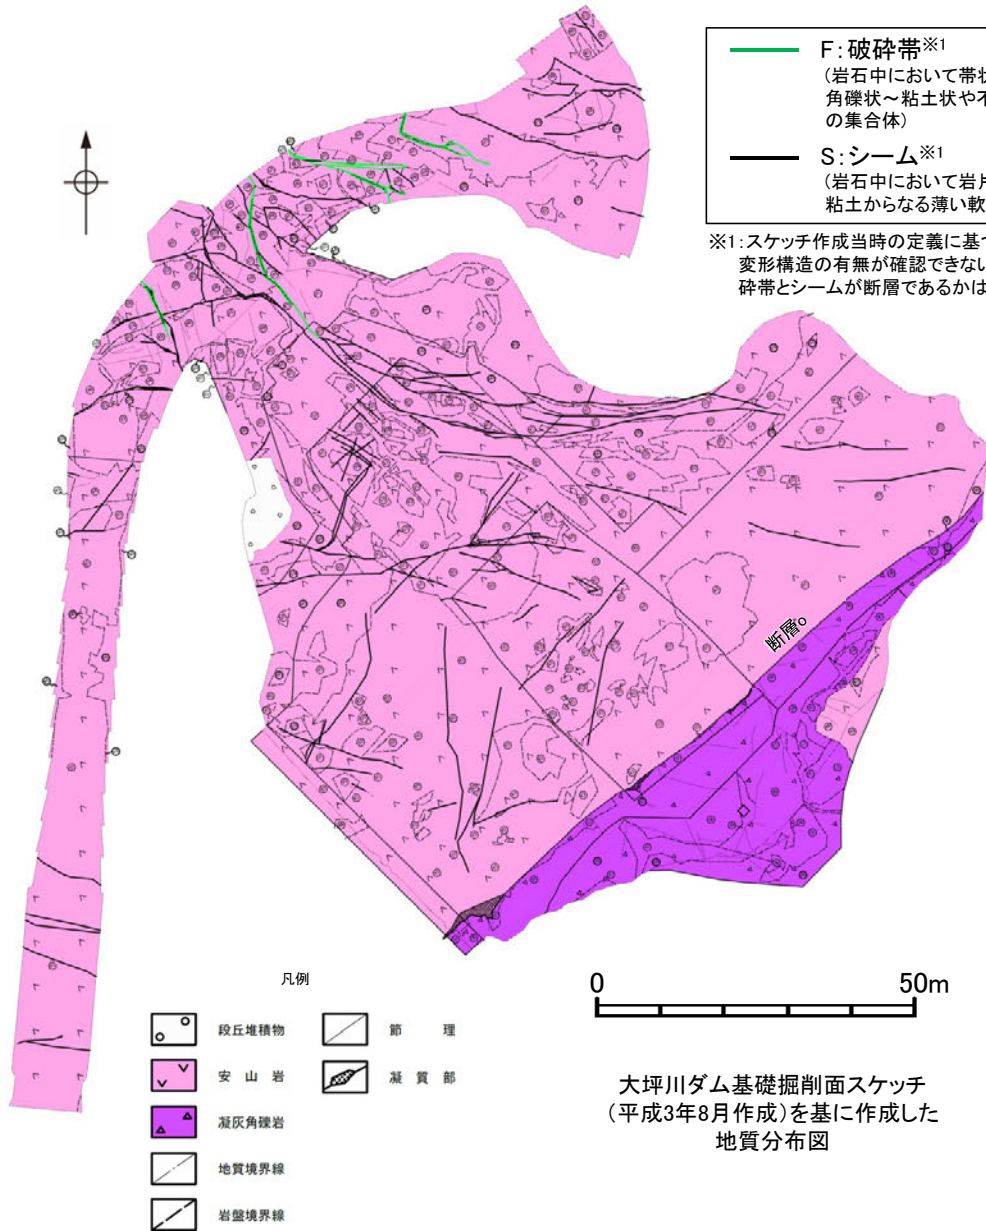 F：破砕帯※1
（岩石中において帯状
角礫状～粘土状や不
の集合体）
S：シーム※1
（岩石中において岩片
粘土からなる薄い軟
※1：スケッチ作成当時の定義に基づ
変形構造の有無が確認できない
砕帯とシームが断層であるかは
断層。
0
50m
凡例
段丘堆積物
節　理
安山岩
凝質部
凝灰角礫岩
地質境界線
岩盤境界線
大坪川ダム基礎掘削面スケッチ
（平成3年8月作成）を基に作成した
地質分布図